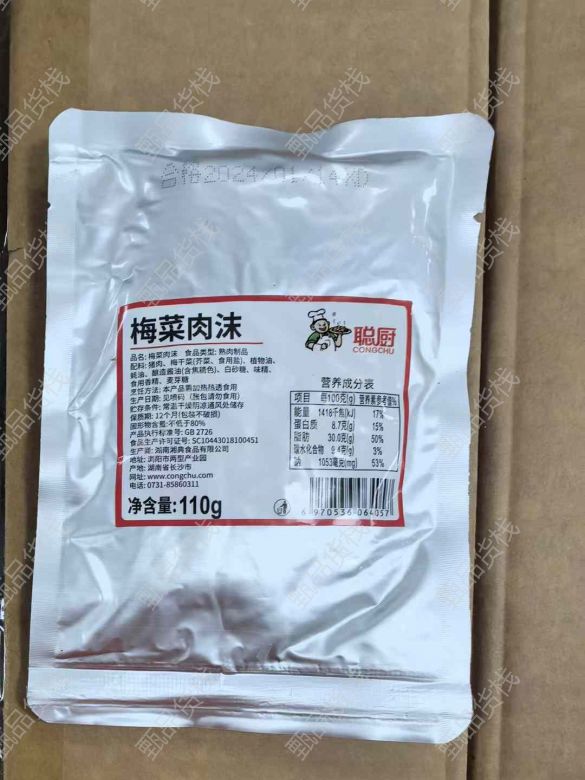 合格2024/01/14XD
梅菜肉沫
聪厨
CONGCHU
品名: 梅菜肉沫 食品类型: 熟肉制品
配料: 猪肉、梅干菜(芥菜、食用盐)、植物油、
蚝油、酿造酱油(含焦糖色)、白砂糖、味精、
食用香精、麦芽糖
烹饪方法: 本产品需加热熟透食用
生产日期: 见喷码 (胀包请勿食用)
贮存条件: 常温干燥阴凉通风处储存
保质期: 12个月(包装不破损)
固形物含量: 不低于80%
产品执行标准号: GB 2726
食品生产许可证号: SC10443018100451
生产商: 湖南湘典食品有限公司
地址: 浏阳市两型产业园
产地: 湖南省长沙市
网址: www.congchu.com
电话: 0731-85860311
净含量: 110g
营养成分表
项目 每100克(g) 营养素参考值%
能量 1418千焦(kJ) 17%
蛋白质 8.7克(g) 15%
脂肪 30.0克(g) 50%
碳水化合物 9.4克(g) 3%
钠 1053毫克(mg) 53%
6 970536 064057
甄品货栈